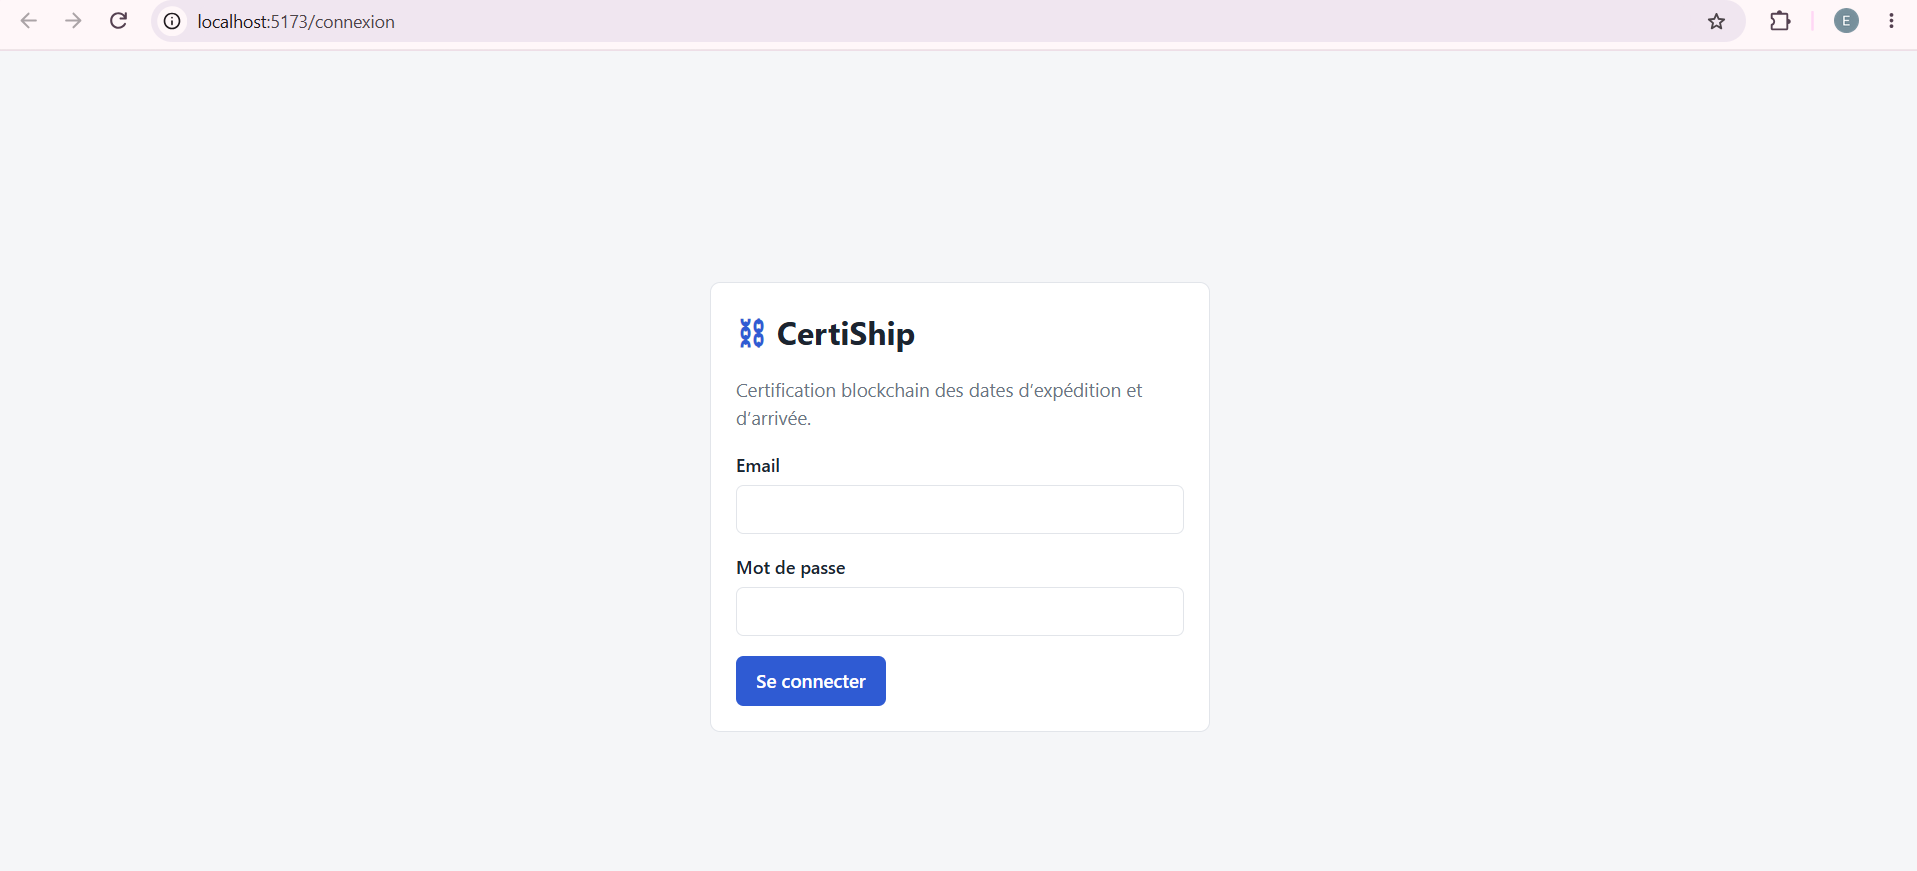 localhost:5173/connexion
E
CertiShip
Certification blockchain des dates d’expédition et
d’arrivée.
Email
Mot de passe
Se connecter